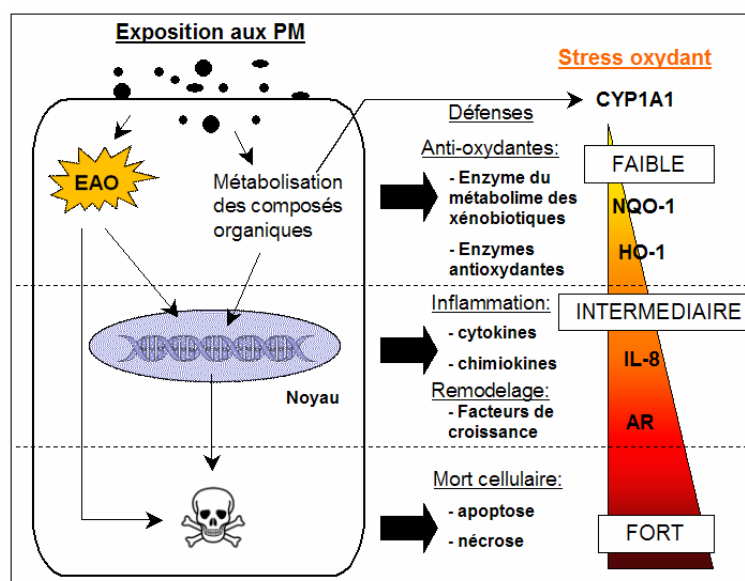 Exposition aux PM
EAO
Métabolisation
des composés
organiques
Noyau
Défenses
Anti-oxydantes:
- Enzyme du
métabolime des
xénobiotiques
- Enzymes
antioxydantes
Inflammation:
- cytokines
- chimiokines
Remodelage:
- Facteurs de
croissance
Mort cellulaire:
- apoptose
- nécrose
Stress oxydant
CYP1A1
FAIBLE
NQO-1
HO-1
INTERMEDIAIRE
IL-8
AR
FORT